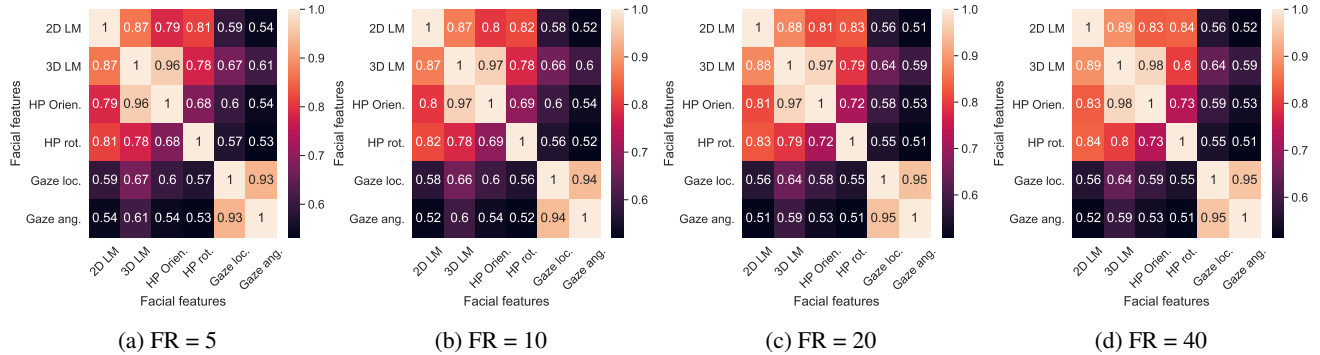 2D LM 1 0.87 0.79 0.81 0.59 0.54
3D LM 0.87 1 0.96 0.78 0.67 0.61
HP Orien. 0.79 0.96 1 0.68 0.6 0.54
HP rot. 0.81 0.78 0.68 1 0.57 0.53
Gaze loc. 0.59 0.67 0.6 0.57 1 0.93
Gaze ang. 0.54 0.61 0.54 0.53 0.93 1
2D LM 3D LM HP Orien. HP rot. Gaze loc. Gaze ang.
Facial features
Facial features
1.0
0.9
0.8
0.7
0.6
(a) FR = 5
2D LM 1 0.87 0.8 0.82 0.58 0.52
3D LM 0.87 1 0.97 0.78 0.66 0.6
HP Orien. 0.8 0.97 1 0.69 0.6 0.54
HP rot. 0.82 0.78 0.69 1 0.56 0.52
Gaze loc. 0.58 0.66 0.6 0.56 1 0.94
Gaze ang. 0.52 0.6 0.54 0.52 0.94 1
2D LM 3D LM HP Orien. HP rot. Gaze loc. Gaze ang.
Facial features
Facial features
1.0
0.9
0.8
0.7
0.6
(b) FR = 10
2D LM 1 0.88 0.81 0.83 0.56 0.51
3D LM 0.88 1 0.97 0.79 0.64 0.59
HP Orien. 0.81 0.97 1 0.72 0.58 0.53
HP rot. 0.83 0.79 0.72 1 0.55 0.51
Gaze loc. 0.56 0.64 0.58 0.55 1 0.95
Gaze ang. 0.51 0.59 0.53 0.51 0.95 1
2D LM 3D LM HP Orien. HP rot. Gaze loc. Gaze ang.
Facial features
Facial features
1.0
0.9
0.8
0.7
0.6
(c) FR = 20
2D LM 1 0.89 0.83 0.84 0.56 0.52
3D LM 0.89 1 0.98 0.8 0.64 0.59
HP Orien. 0.83 0.98 1 0.73 0.59 0.53
HP rot. 0.84 0.8 0.73 1 0.55 0.51
Gaze loc. 0.56 0.64 0.59 0.55 1 0.95
Gaze ang. 0.52 0.59 0.53 0.51 0.95 1
2D LM 3D LM HP Orien. HP rot. Gaze loc. Gaze ang.
Facial features
Facial features
1.0
0.9
0.8
0.7
0.6
(d) FR = 40